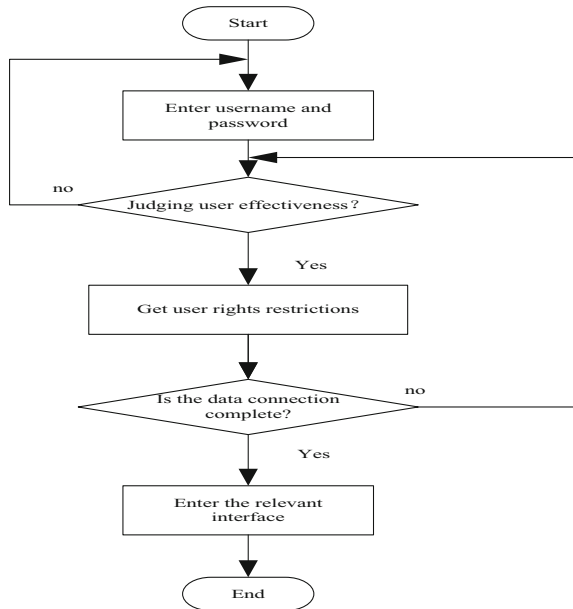 Start
Enter username and
password
no
Judging user effectiveness?
Yes
Get user rights restrictions
Is the data connection
complete?
no
Yes
Enter the relevant
interface
End